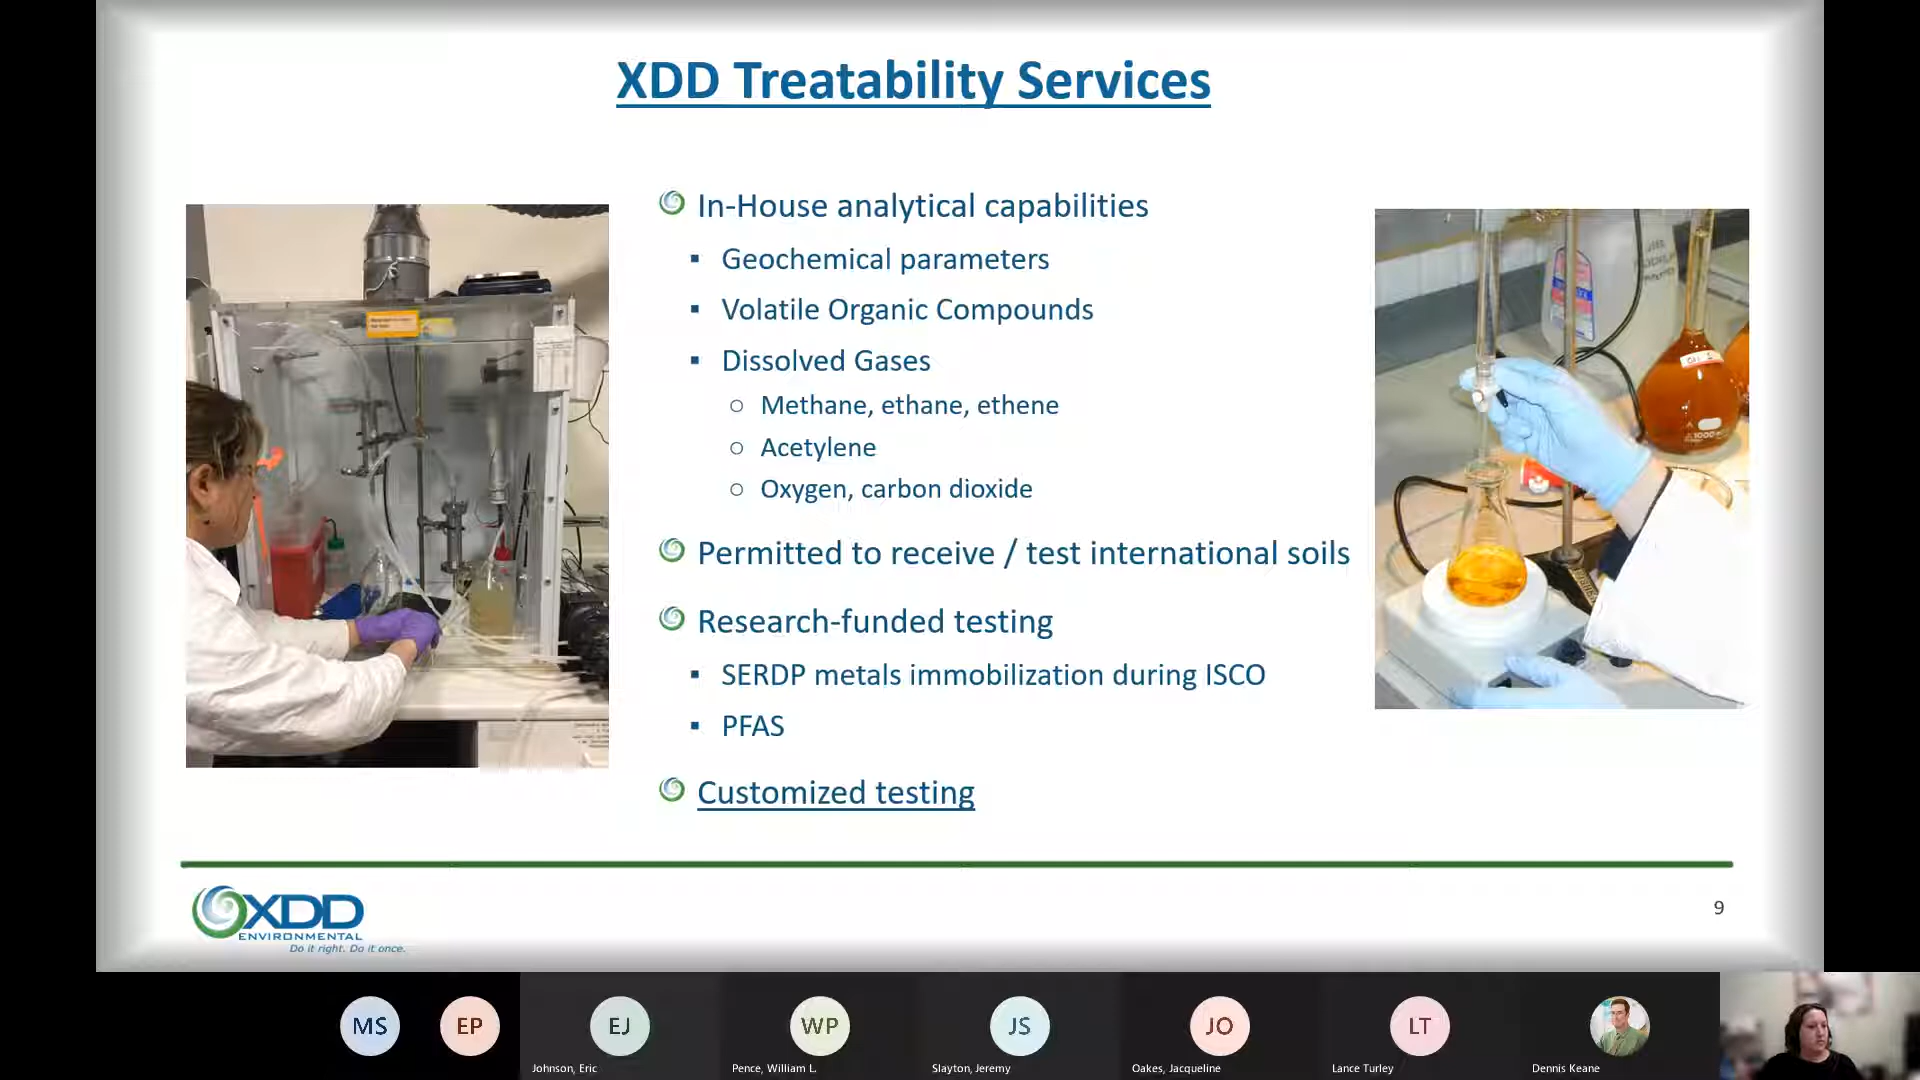 XDD Treatability Services
In-House analytical capabilities
Geochemical parameters
Volatile Organic Compounds
Dissolved Gases
Methane, ethane, ethene
Acetylene
Oxygen, carbon dioxide
Permitted to receive / test international soils
Research-funded testing
SERDP metals immobilization during ISCO
PFAS
Customized testing
XDD
ENVIRONMENTAL
Do it right. Do it once.
9
MS
EP
EJ
WP
JS
JO
LT
Johnson, Eric
Pence, William L.
Slayton, Jeremy
Oakes, Jacqueline
Lance Turley
Dennis Keane